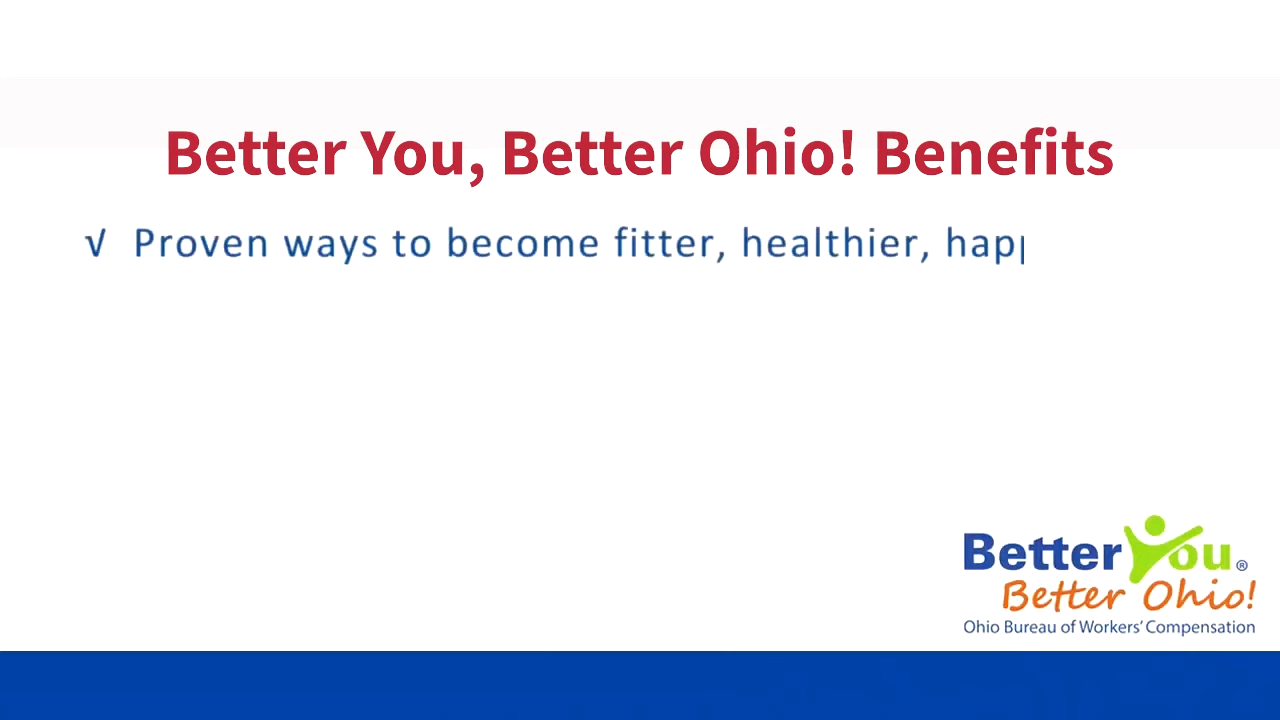 Better You, Better Ohio! Benefits
√ Proven ways to become fitter, healthier,
Better You®
Better Ohio!
Ohio Bureau of Workers' Compensation